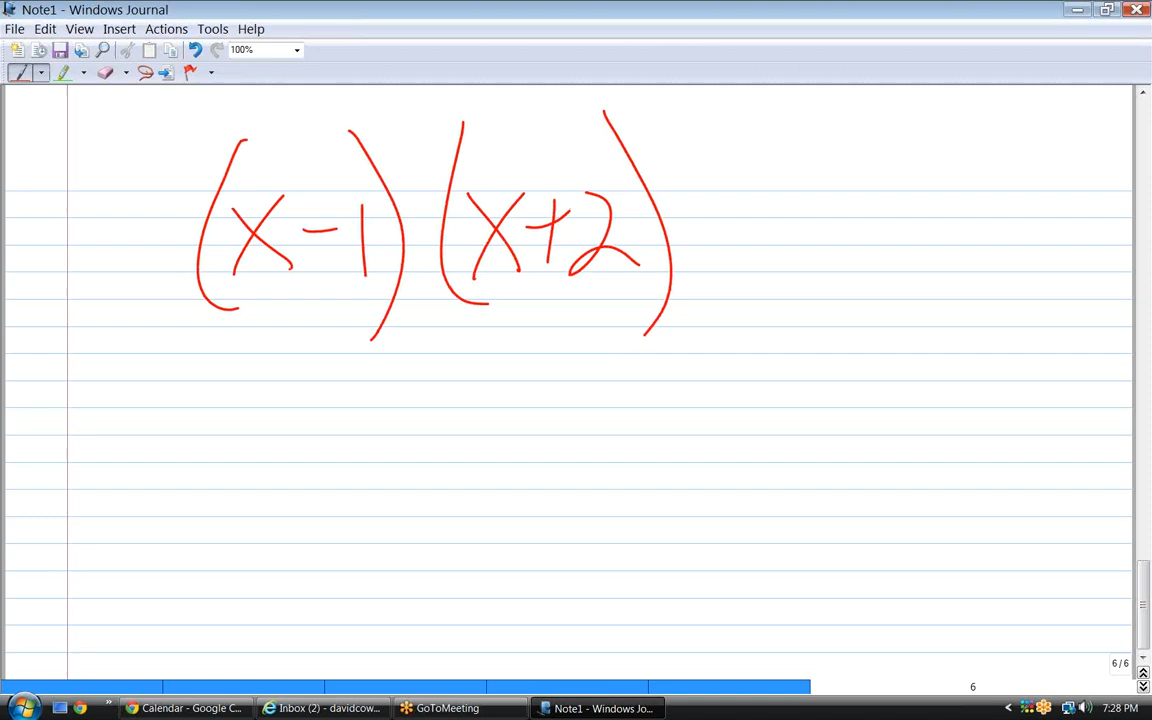 Note1 - Windows Journal
File Edit View Insert Actions Tools Help
100%
(x-1)(x+2)
6/6
6
Calendar - Google C... Inbox (2) - davidcow... GoToMeeting Note1 - Windows Jo... 7:28 PM